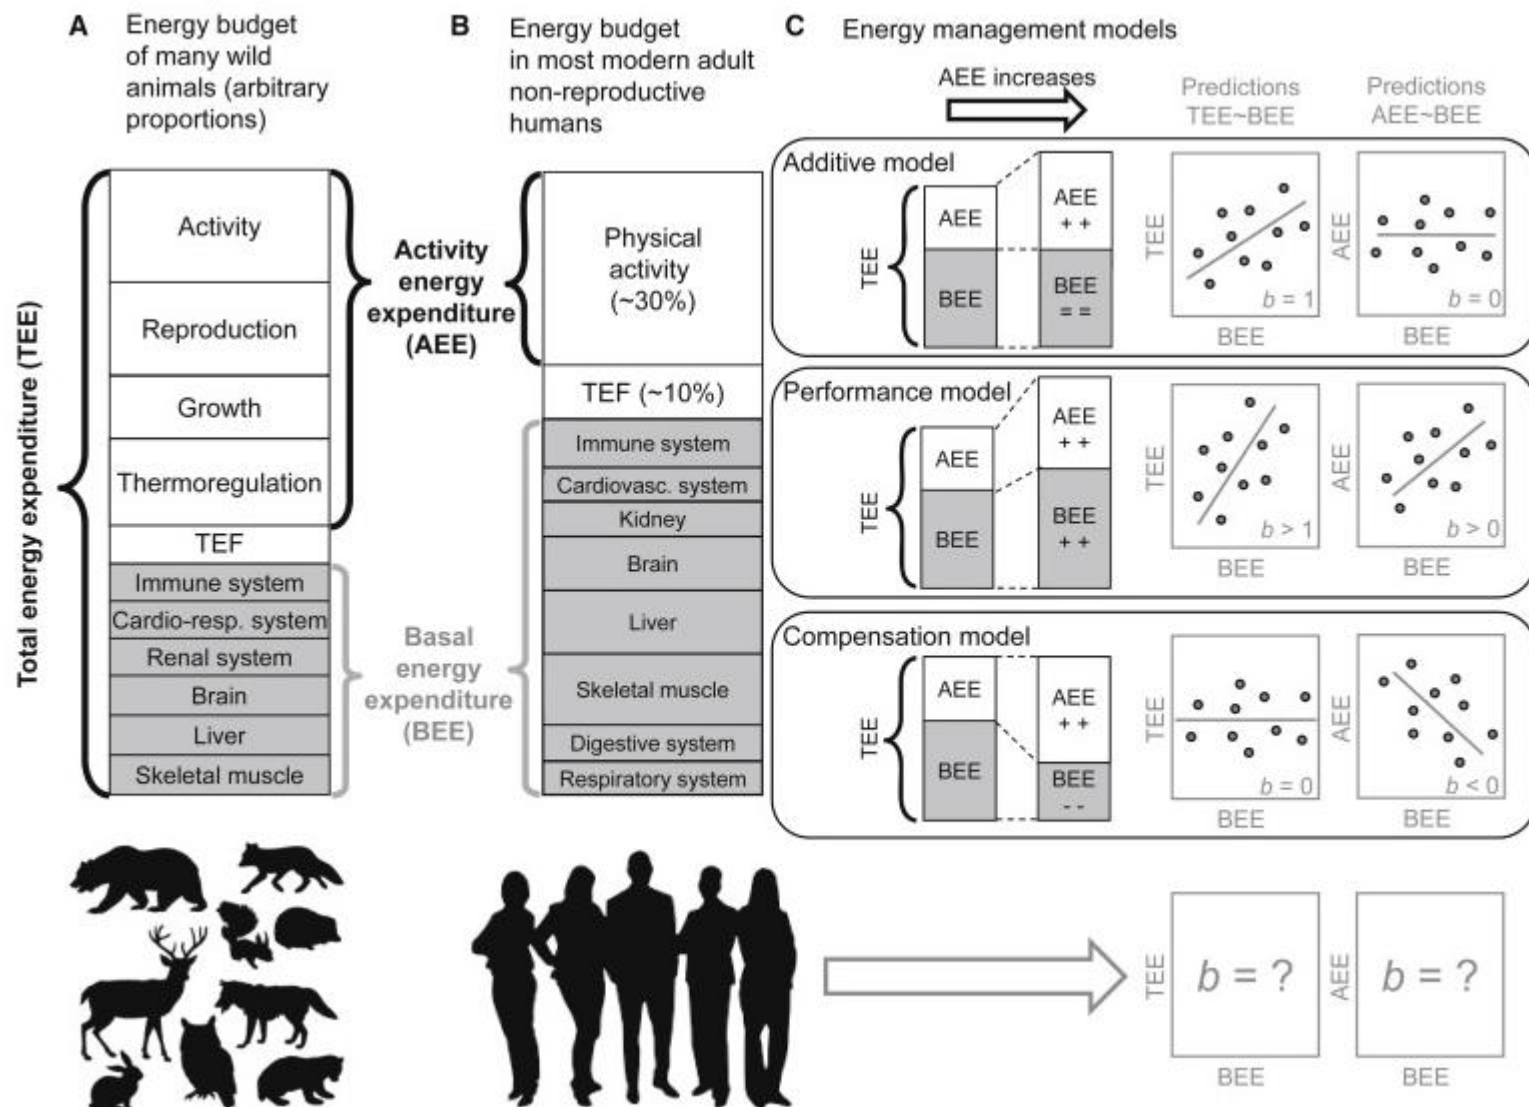 A
Energy budget
of many wild
animals (arbitrary
proportions)
Total energy expenditure (TEE)
Activity
Reproduction
Growth
Thermoregulation
TEF
Immune system
Cardio-resp. system
Renal system
Brain
Liver
Skeletal muscle
Activity
energy
expenditure
(AEE)
Basal
energy
expenditure
(BEE)
B
Energy budget
in most modern adult
non-reproductive
humans
Physical
activity
(~30%)
TEF (~10%)
Immune system
Cardiovasc. system
Kidney
Brain
Liver
Skeletal muscle
Digestive system
Respiratory system
C
Energy management models
AEE increases
Predictions
TEE~BEE
Predictions
AEE~BEE
Additive model
TEE
AEE
BEE
AEE
+ +
BEE
= =
TEE
b = 1
BEE
AEE
b = 0
BEE
Performance model
TEE
AEE
BEE
AEE
+ +
BEE
+ +
TEE
b > 1
BEE
AEE
b > 0
BEE
Compensation model
TEE
AEE
BEE
AEE
+ +
BEE
- -
TEE
b = 0
BEE
AEE
b < 0
BEE
TEE
b = ?
BEE
AEE
b = ?
BEE